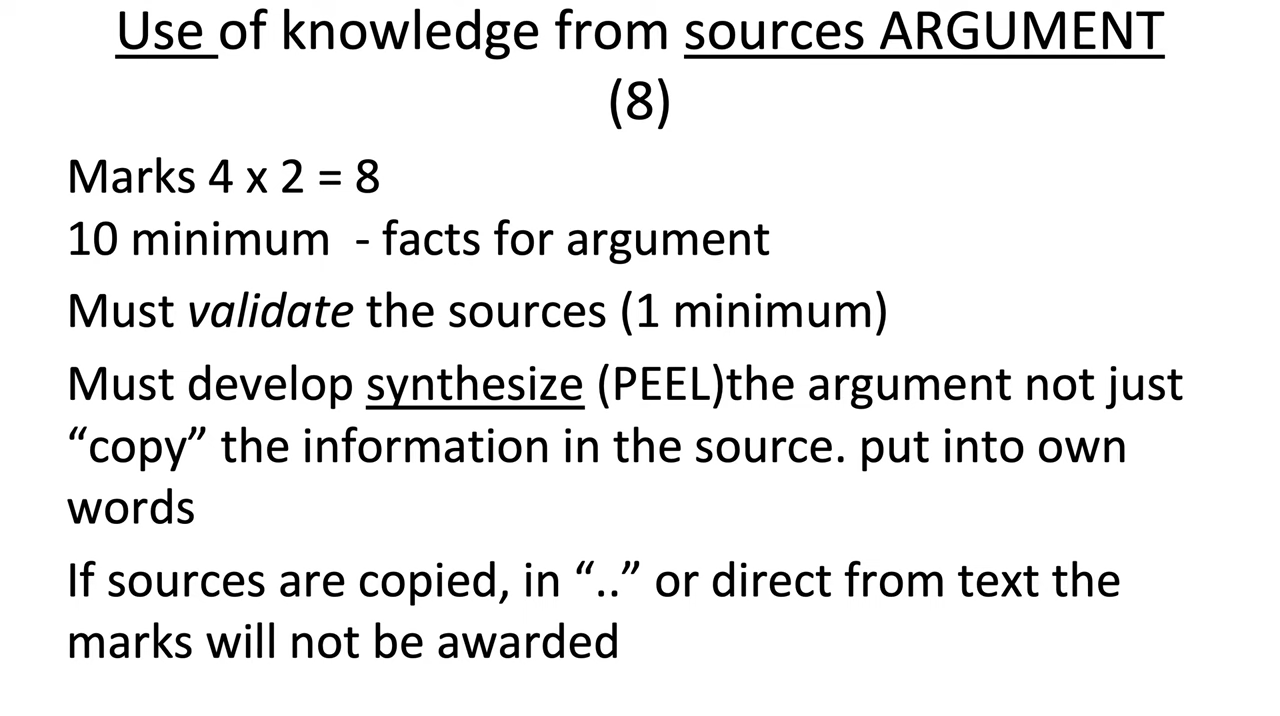 Use of knowledge from sources ARGUMENT
(8)
Marks 4 x 2 = 8
10 minimum  - facts for argument
Must validate the sources (1 minimum)
Must develop synthesize (PEEL)the argument not just
“copy” the information in the source. put into own
words
If sources are copied, in “..” or direct from text the
marks will not be awarded